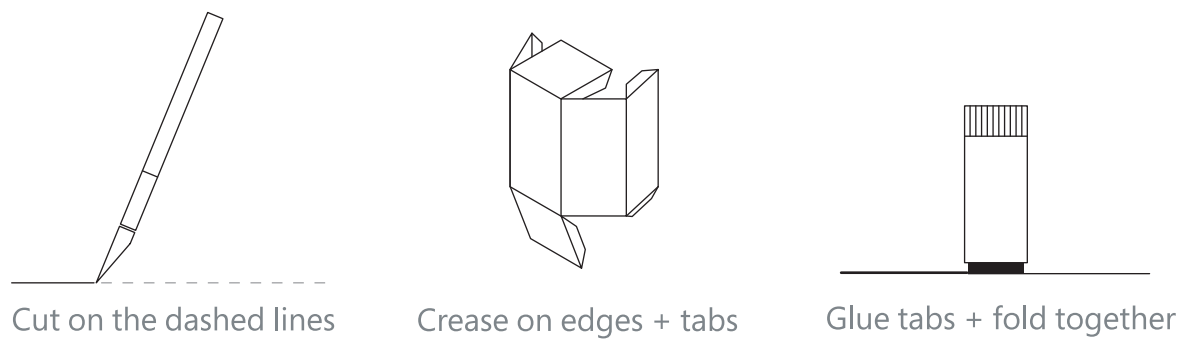 Cut on the dashed lines
Crease on edges + tabs
Glue tabs + fold together